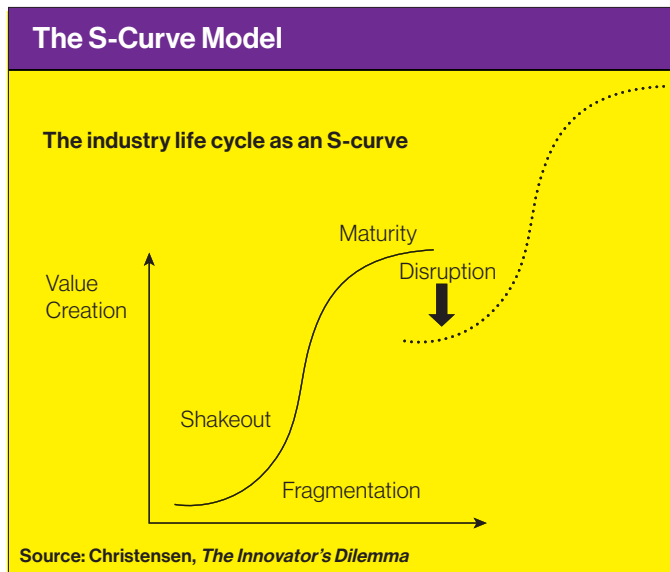 The S-Curve Model
The industry life cycle as an S-curve
Maturity
Disruption
Value
Creation
Shakeout
Fragmentation
Source: Christensen, The Innovator's Dilemma